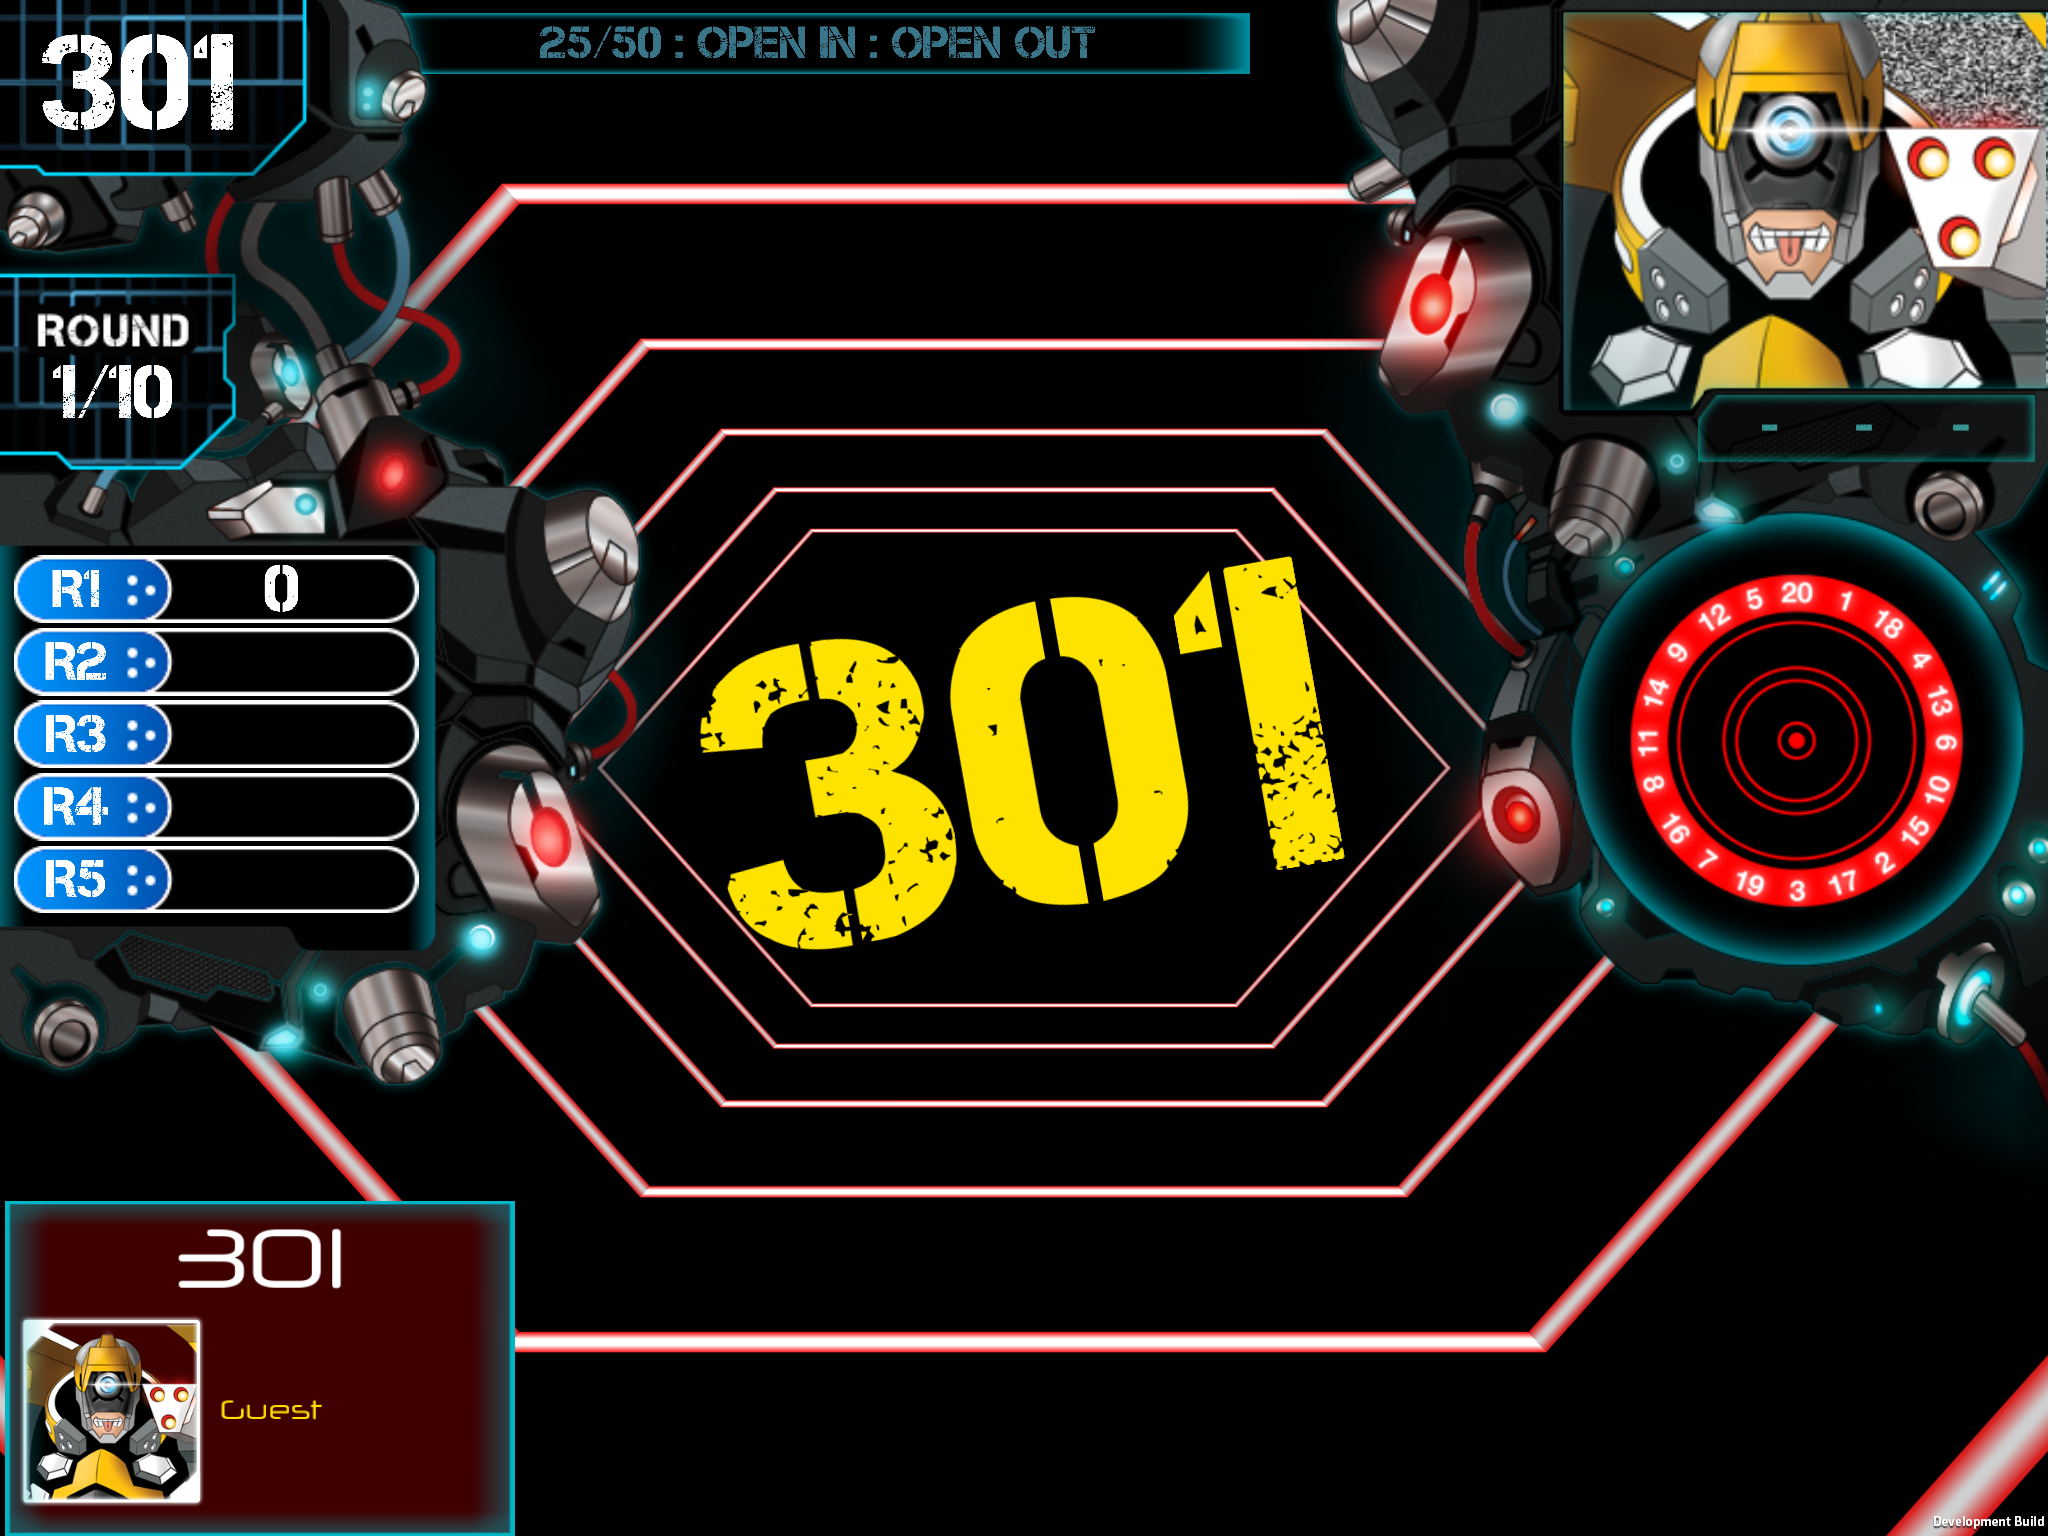 301
25/50 : OPEN IN : OPEN OUT
ROUND
1/10
R1 0
R2
R3
R4
R5
301
20 1 18 4 13 6 10 15 2 17 3 19 7 16 8 11 14 9 12 5
301
Guest
Development Build